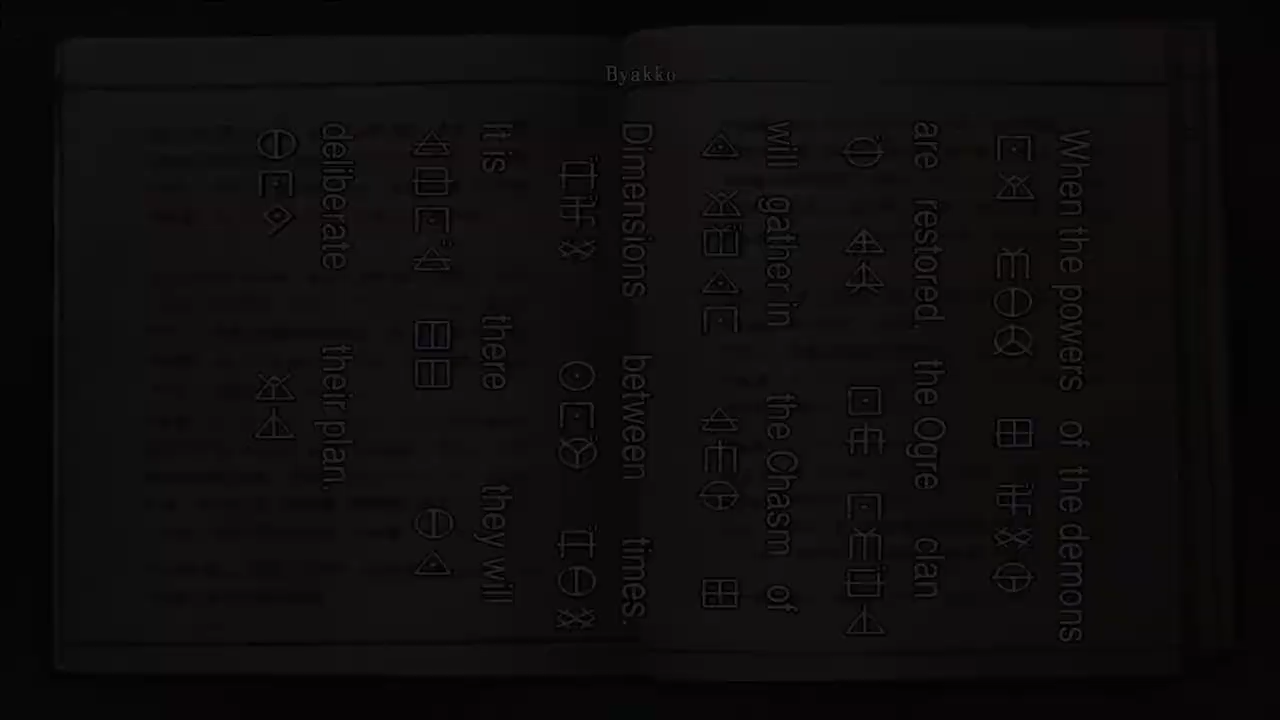 Byakko
When the powers of the demons
are restored, the Ogre clan
will gather in the Chasm of
Dimensions between times.
It is there they will
deliberate their plan.